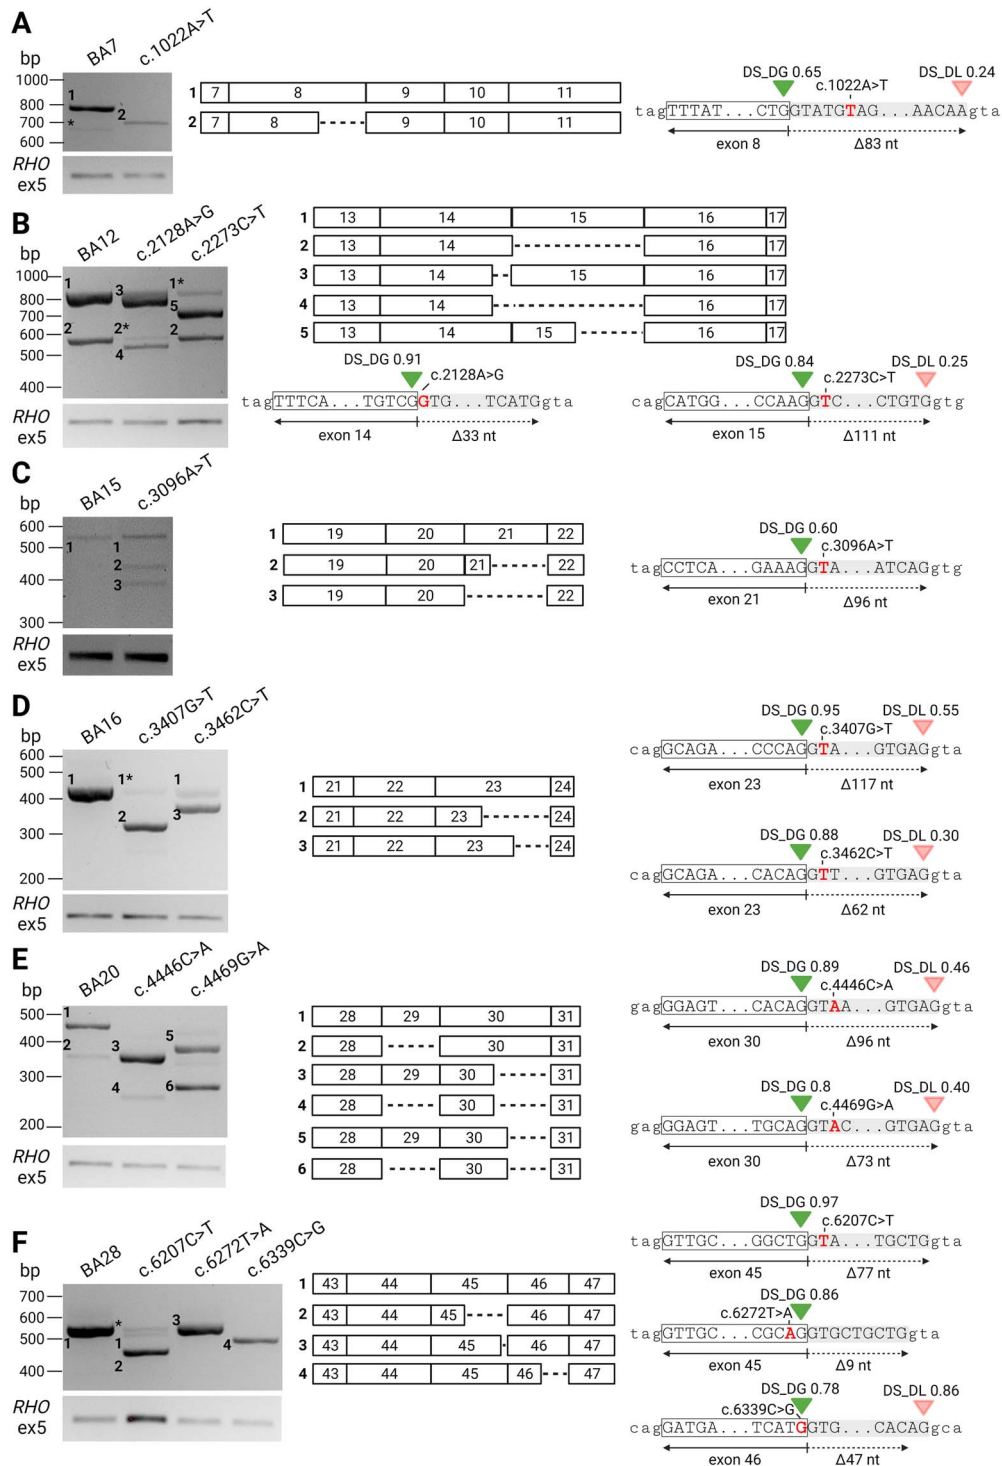 A
bp
BA7
c.1022A>T
1000
800
700
600
1
*
2
RHO
ex5
1 7 8 9 10 11
2 7 8 9 10 11
DS_DG 0.65
DS_DL 0.24
c.1022A>T
tagTTTAT...CTGGTATGTAG...AACAAgta
exon 8
Δ83 nt
B
bp
BA12
c.2128A>G
c.2273C>T
1000
800
700
600
500
400
1
2
3
2*
4
1*
5
2
RHO
ex5
1 13 14 15 16 17
2 13 14 16 17
3 13 14 15 16 17
4 13 14 16 17
5 13 14 15 16 17
DS_DG 0.91
c.2128A>G
tagTTTCA...TGTCGGGTG...TCATGgta
exon 14
Δ33 nt
DS_DG 0.84
DS_DL 0.25
c.2273C>T
cagCATGG...CCAAGGTC...CTGTGgtg
exon 15
Δ111 nt
C
bp
BA15
c.3096A>T
600
500
400
300
1
1
2
3
RHO
ex5
1 19 20 21 22
2 19 20 21 22
3 19 20 22
DS_DG 0.60
c.3096A>T
tagCCTCA...GAAAGGTA...ATCAGgtg
exon 21
Δ96 nt
D
bp
BA16
c.3407G>T
c.3462C>T
600
500
400
300
200
1
1*
2
1
3
RHO
ex5
1 21 22 23 24
2 21 22 23 24
3 21 22 23 24
DS_DG 0.95
DS_DL 0.55
c.3407G>T
cagGCAGA...CCCAGGTA...GTGAGgta
exon 23
Δ117 nt
DS_DG 0.88
DS_DL 0.30
c.3462C>T
cagGCAGA...CACAGGTT...GTGAGgta
exon 23
Δ62 nt
E
bp
BA20
c.4446C>A
c.4469G>A
500
400
300
200
1
2
3
4
5
6
RHO
ex5
1 28 29 30 31
2 28 30 31
3 28 29 30 31
4 28 30 31
5 28 29 30 31
6 28 30 31
DS_DG 0.89
DS_DL 0.46
c.4446C>A
gagGGAGT...CACAGGTAA...GTGAGgta
exon 30
Δ96 nt
DS_DG 0.8
DS_DL 0.40
c.4469G>A
gagGGAGT...TGCAGGTAC...GTGAGgta
exon 30
Δ73 nt
F
bp
BA28
c.6207C>T
c.6272T>A
c.6339C>G
700
600
500
400
1
*
1
2
3
4
RHO
ex5
1 43 44 45 46 47
2 43 44 45 46 47
3 43 44 45 46 47
4 43 44 45 46 47
DS_DG 0.97
c.6207C>T
tagGTTGC...GGCTGGTA...TGCTGgta
exon 45
Δ77 nt
DS_DG 0.86
c.6272T>A
tagGTTGC...CGCAGGTGCTGCTGgta
exon 45
Δ9 nt
DS_DG 0.78
DS_DL 0.86
c.6339C>G
cagGATGA...TCATGGTG...CACAGgca
exon 46
Δ47 nt